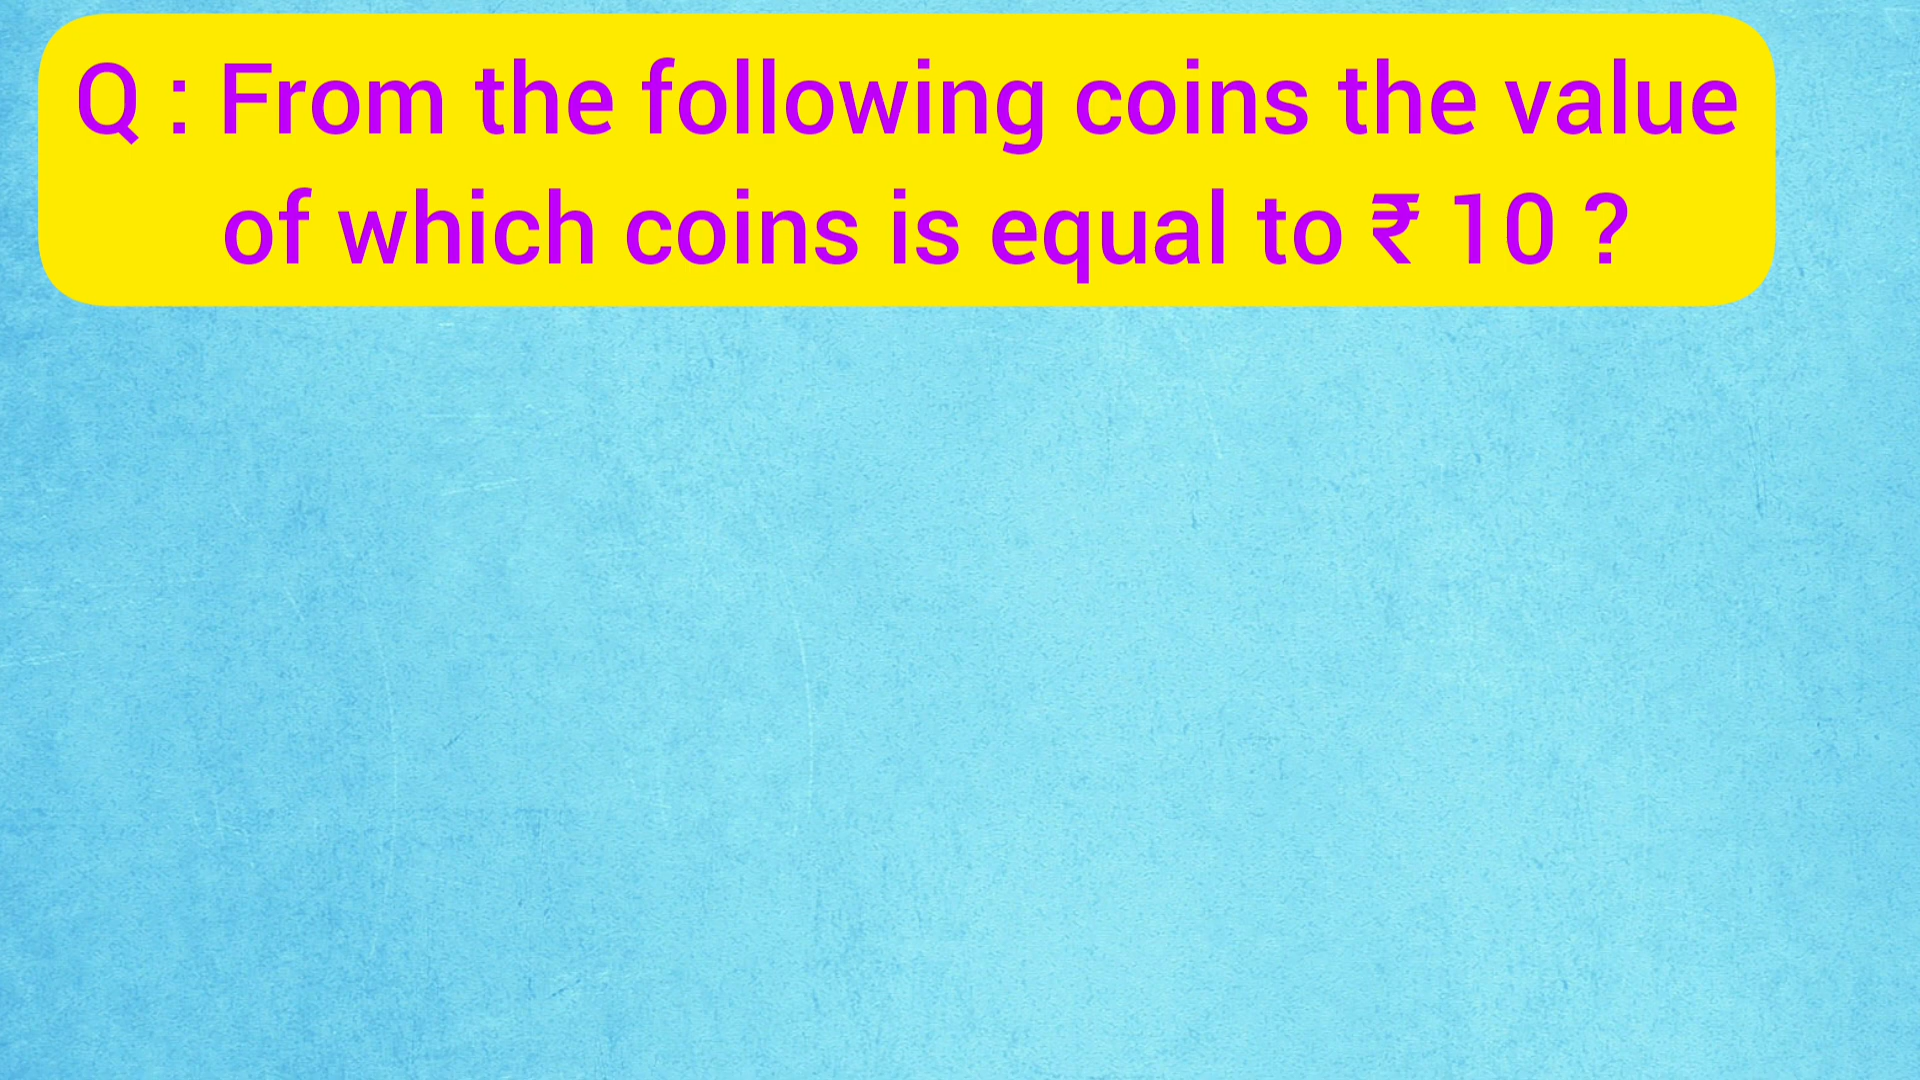 Q : From the following coins the value
of which coins is equal to ₹ 10 ?